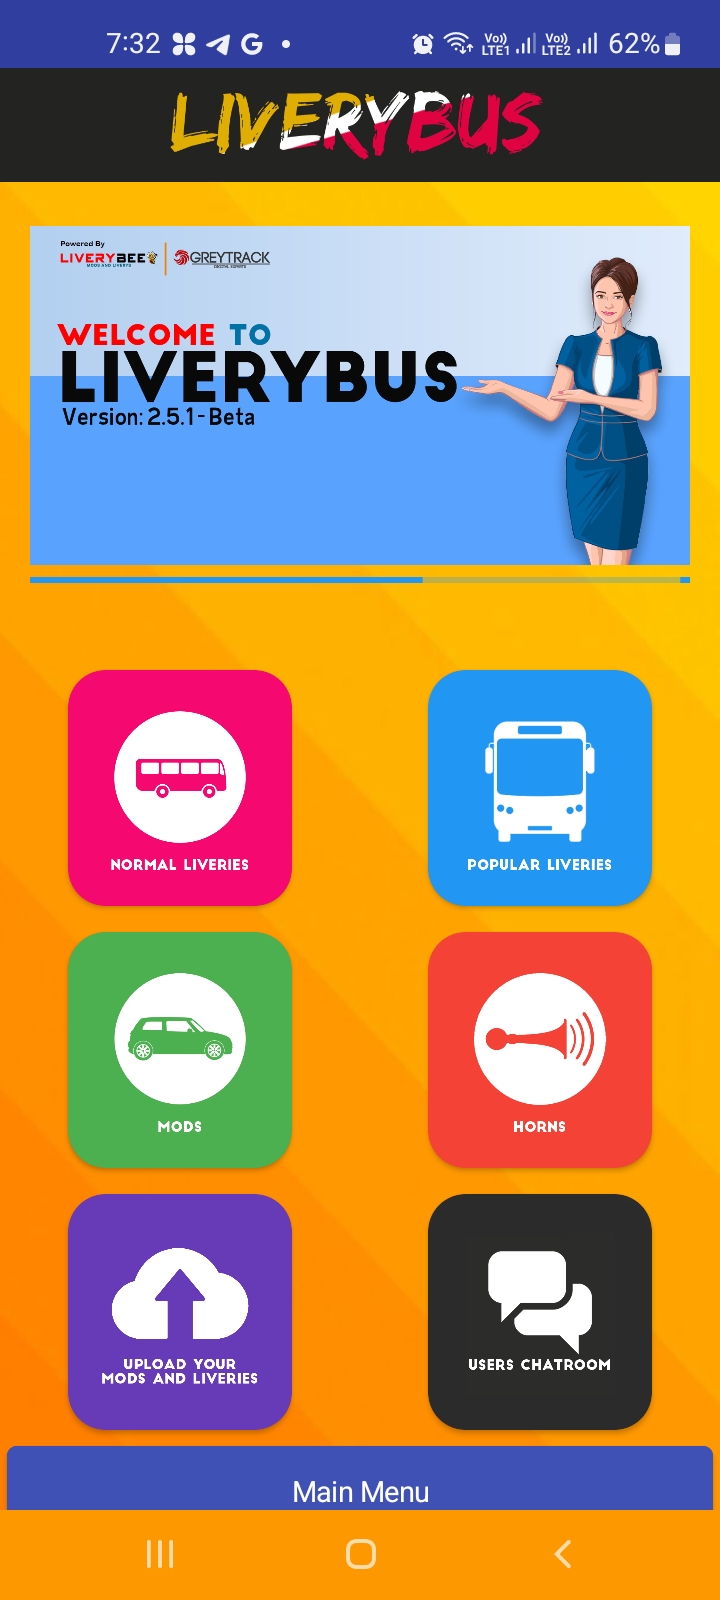 7:32
Vo))
LTE1
Vo))
LTE2
62%
LIVERYBUS
Powered By
LIVERYBEE
MODS AND LIVERYS
GREYTRACK
DIGITAL EXPERTS
WELCOME TO
LIVERYBUS
Version: 2.5.1-Beta
NORMAL LIVERIES
POPULAR LIVERIES
MODS
HORNS
UPLOAD YOUR
MODS AND LIVERIES
USERS CHATROOM
Main Menu